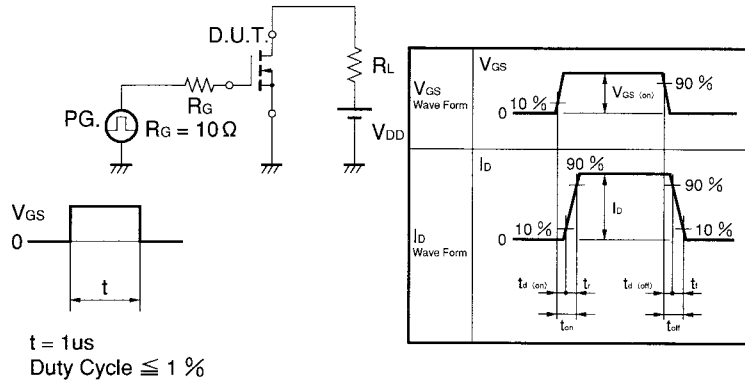 D.U.T.
RL
RG
PG.
RG = 10 Ω
VDD
VGS
0
t
t = 1us
Duty Cycle ≦ 1 %
VGS
Wave Form
VGS
10 %
VGS (on)
90 %
0
ID
Wave Form
ID
90 %
90 %
10 %
ID
10 %
0
td (on)
tr
td (off)
tf
ton
toff